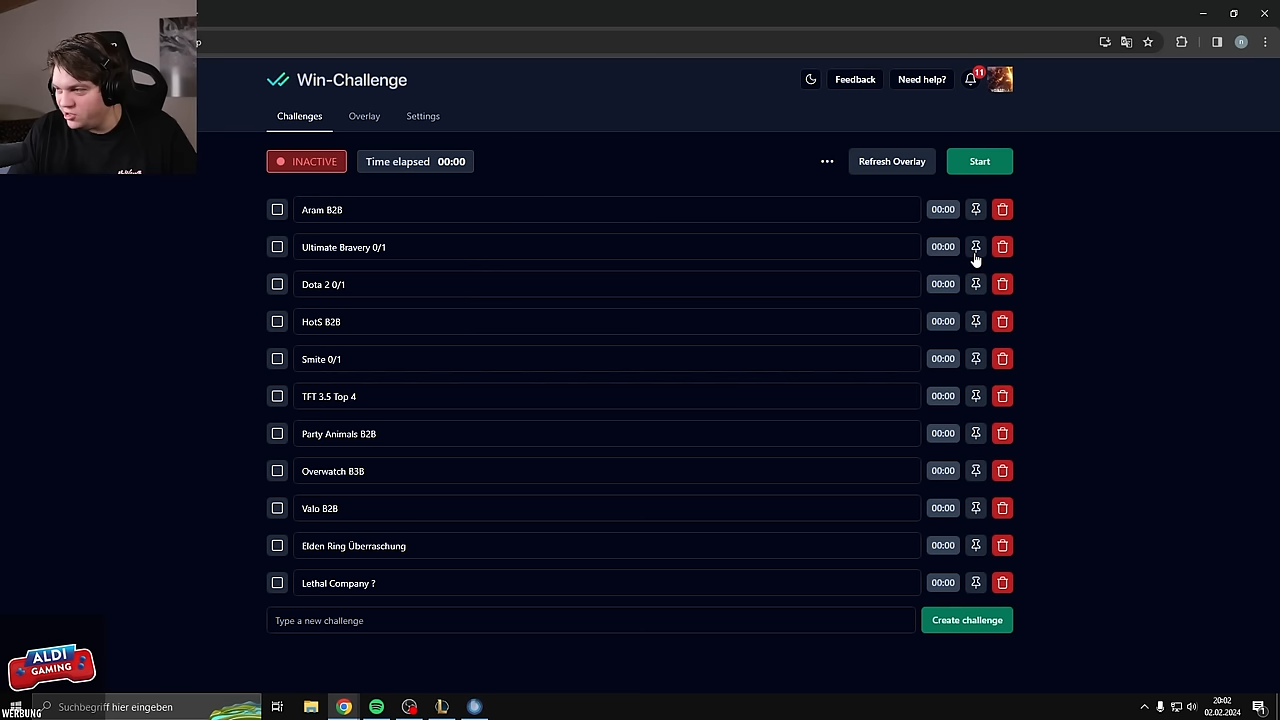 Win-Challenge
Feedback
Need help?
11
Challenges
Overlay
Settings
INACTIVE
Time elapsed 00:00
Refresh Overlay
Start
Aram B2B
00:00
Ultimate Bravery 0/1
00:00
Dota 2 0/1
00:00
HotS B2B
00:00
Smite 0/1
00:00
TFT 3.5 Top 4
00:00
Party Animals B2B
00:00
Overwatch B3B
00:00
Valo B2B
00:00
Elden Ring Überraschung
00:00
Lethal Company ?
00:00
Type a new challenge
Create challenge
ALDI
GAMING
Suchbegriff hier eingeben
WERBUNG
20:02
02.02.2024